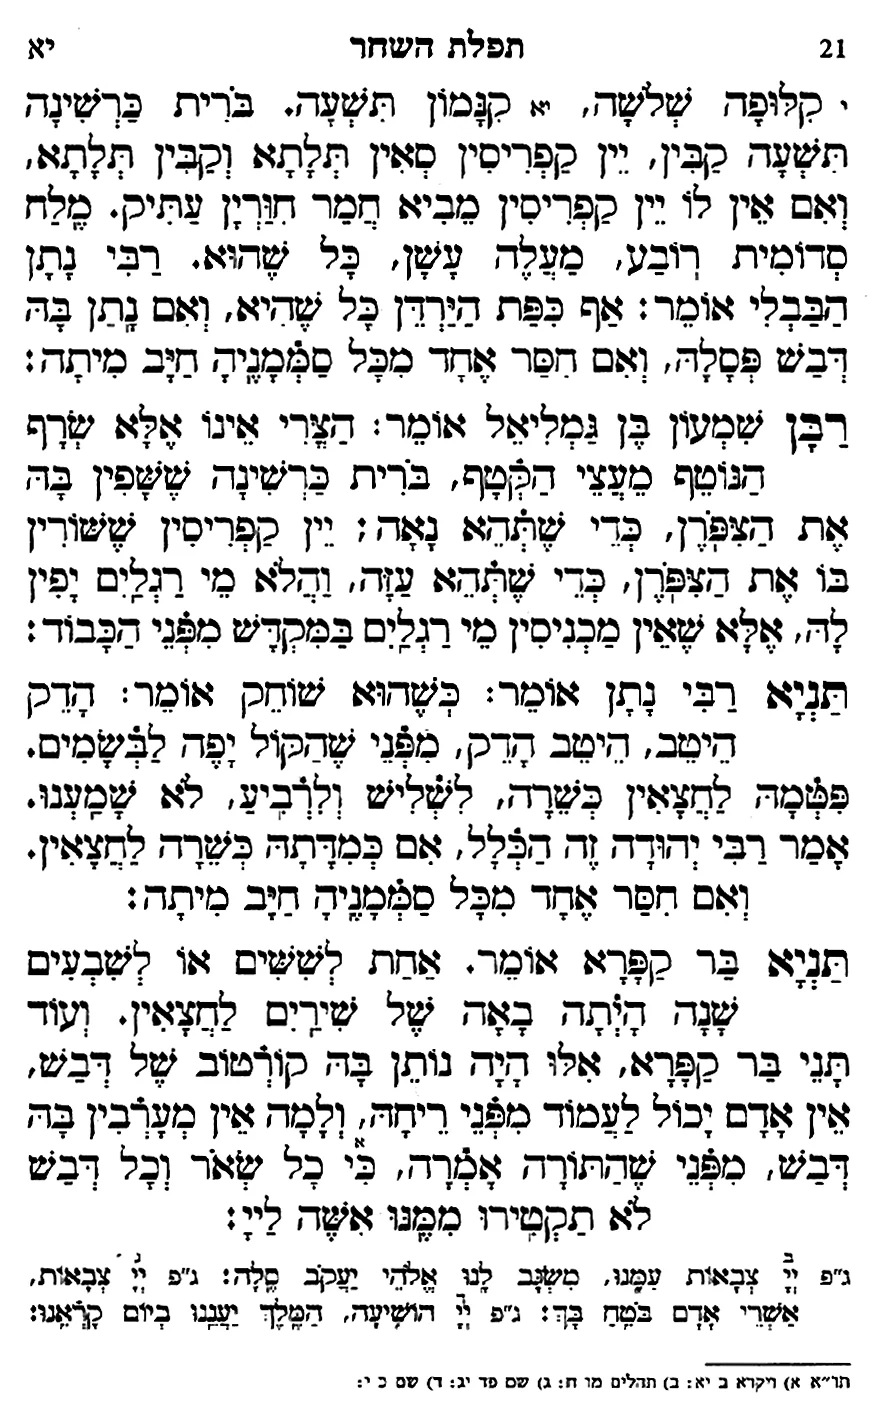 21 תפלת השחר יא
י קִלּוּפָה שְׁלֹשָׁה, יא קִנָּמוֹן תִּשְׁעָה. בֹּרִית כַּרְשִׁינָה
תִּשְׁעָה קַבִּין, יֵין קַפְרִיסִין סְאִין תְּלָתָא וְקַבִּין תְּלָתָא,
וְאִם אֵין לוֹ יֵין קַפְרִיסִין מֵבִיא חֲמַר חִוַּרְיָן עַתִּיק. מֶלַח
סְדוֹמִית רוֹבַע, מַעֲלֶה עָשָׁן, כָּל שֶׁהוּא. רַבִּי נָתָן
הַבַּבְלִי אוֹמֵר: אַף כִּפַּת הַיַּרְדֵּן כָּל שֶׁהִיא, וְאִם נָתַן בָּהּ
דְּבַשׁ פְּסָלָהּ, וְאִם חִסַּר אֶחָד מִכָּל סַמְּמָנֶיהָ חַיָּב מִיתָה:
רַבָּן שִׁמְעוֹן בֶּן גַּמְלִיאֵל אוֹמֵר: הַצֳּרִי אֵינוֹ אֶלָּא שְׂרָף
הַנּוֹטֵף מֵעֲצֵי הַקְּטָף, בֹּרִית כַּרְשִׁינָה שֶׁשָּׁפִין בָּהּ
אֶת הַצִּפֹּרֶן, כְּדֵי שֶׁתְּהֵא נָאָה; יֵין קַפְרִיסִין שֶׁשּׁוֹרִין
בּוֹ אֶת הַצִּפֹּרֶן, כְּדֵי שֶׁתְּהֵא עַזָּה, וַהֲלֹא מֵי רַגְלַיִם יָפִין
לָהּ, אֶלָּא שֶׁאֵין מַכְנִיסִין מֵי רַגְלַיִם בַּמִּקְדָּשׁ מִפְּנֵי הַכָּבוֹד:
תַּנְיָא רַבִּי נָתָן אוֹמֵר: כְּשֶׁהוּא שׁוֹחֵק אוֹמֵר: הָדֵק
הֵיטֵב, הֵיטֵב הָדֵק, מִפְּנֵי שֶׁהַקּוֹל יָפֶה לַבְּשָׂמִים.
פִּטְּמָהּ לַחֲצָאִין כְּשֵׁרָה, לִשְׁלִישׁ וְלִרְבִיעַ, לֹא שָׁמַעְנוּ.
אָמַר רַבִּי יְהוּדָה זֶה הַכְּלָל, אִם כְּמִדָּתָהּ כְּשֵׁרָה לַחֲצָאִין.
וְאִם חִסַּר אֶחָד מִכָּל סַמְּמָנֶיהָ חַיָּב מִיתָה:
תַּנְיָא בַּר קַפָּרָא אוֹמֵר. אַחַת לְשִׁשִּׁים אוֹ לְשִׁבְעִים
שָׁנָה הָיְתָה בָאָה שֶׁל שִׁירַיִם לַחֲצָאִין. וְעוֹד
תָּנֵי בַּר קַפָּרָא, אִלּוּ הָיָה נוֹתֵן בָּהּ קוֹרְטוֹב שֶׁל דְּבַשׁ,
אֵין אָדָם יָכוֹל לַעֲמוֹד מִפְּנֵי רֵיחָהּ, וְלָמָּה אֵין מְעָרְבִין בָּהּ
דְּבַשׁ, מִפְּנֵי שֶׁהַתּוֹרָה אָמְרָה, א כִּי כָל שְׂאֹר וְכָל דְּבַשׁ
לֹא תַקְטִירוּ מִמֶּנּוּ אִשֶּׁה לַייָ:
ג״פ ב יְיָ צְבָאוֹת עִמָּנוּ, מִשְׂגָּב לָנוּ אֱלֹהֵי יַעֲקֹב סֶלָה: ג״פ ג יְיָ צְבָאוֹת,
אַשְׁרֵי אָדָם בֹּטֵחַ בָּךְ: ג״פ ד יְיָ הוֹשִׁיעָה, הַמֶּלֶךְ יַעֲנֵנוּ בְיוֹם קָרְאֵנוּ:
תו״א א) ויקרא ב יא: ב) תהלים מו ח: ג) שם פד יג: ד) שם כ י: